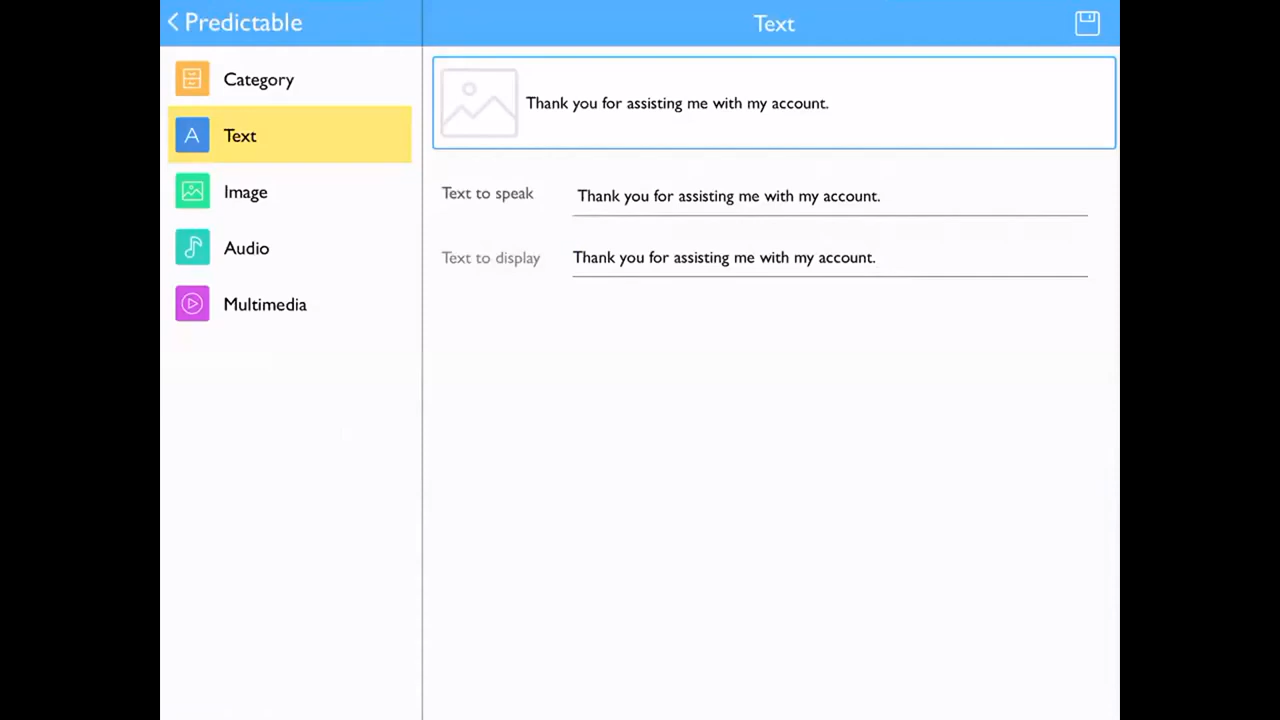 Predictable
Text
Category
Text
Image
Audio
Multimedia
Thank you for assisting me with my account.
Text to speak
Thank you for assisting me with my account.
Text to display
Thank you for assisting me with my account.